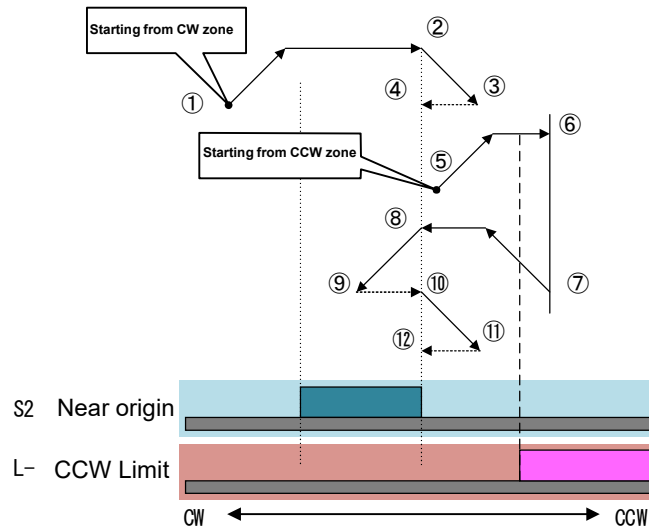 Starting from CW zone
②
③
①
④
⑥
Starting from CCW zone
⑤
⑧
⑨
⑩
⑦
⑪
⑫
S2 Near origin
L- CCW Limit
CW
CCW